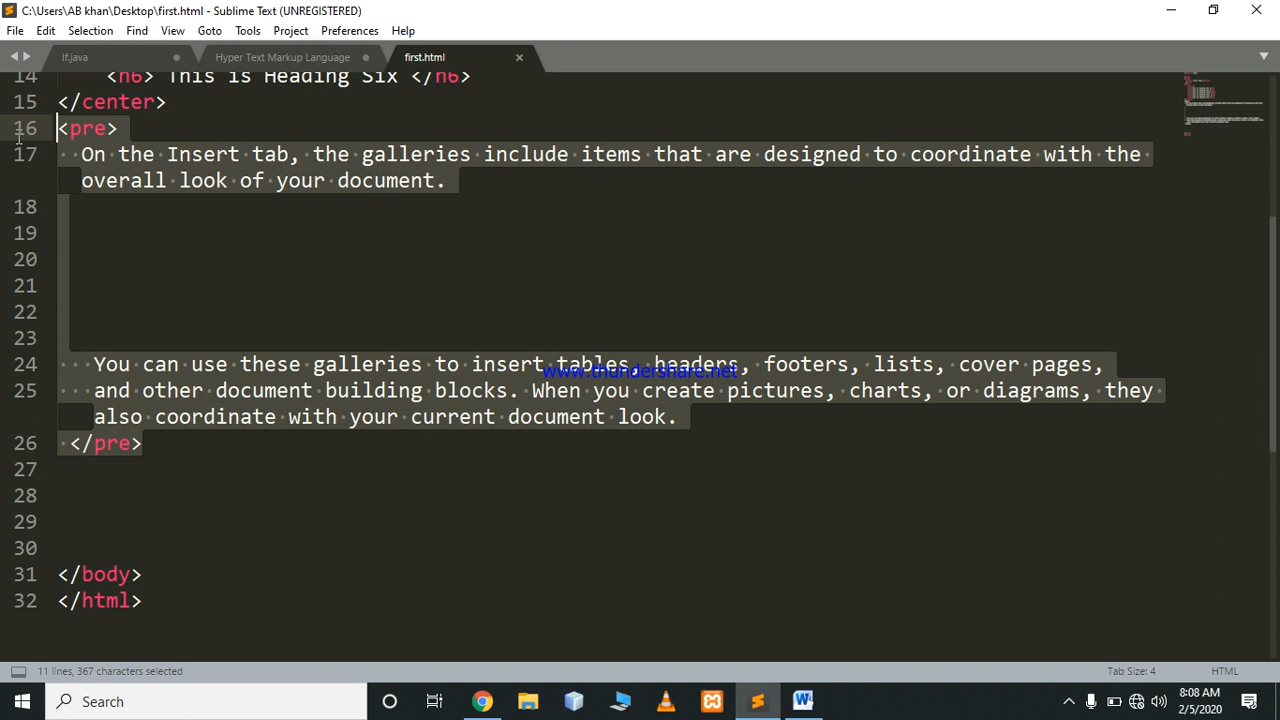 C:\Users\AB khan\Desktop\first.html - Sublime Text (UNREGISTERED)
File Edit Selection Find View Goto Tools Project Preferences Help
If.java Hyper Text Markup Language first.html
14 <h6> This is Heading Six </h6>
15 </center>
16 <pre>
17 On the Insert tab, the galleries include items that are designed to coordinate with the
overall look of your document.
18
19
20
21
22
23
24 You can use these galleries to insert tables, headers, footers, lists, cover pages,
www.thundershare.net
25 and other document building blocks. When you create pictures, charts, or diagrams, they
also coordinate with your current document look.
26 </pre>
27
28
29
30
31 </body>
32 </html>
11 lines, 367 characters selected Tab Size: 4 HTML
Search 8:08 AM
2/5/2020